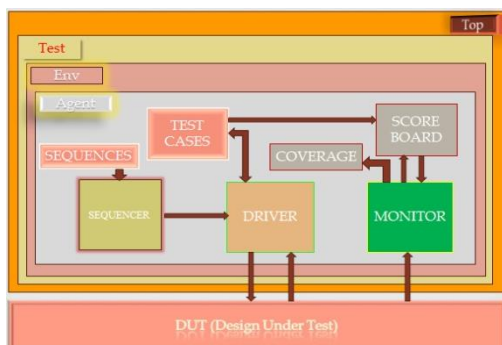 Top
Test
Env
Agent
TEST
CASES
SCORE
BOARD
SEQUENCES
COVERAGE
SEQUENCER
DRIVER
MONITOR
DUT (Design Under Test)